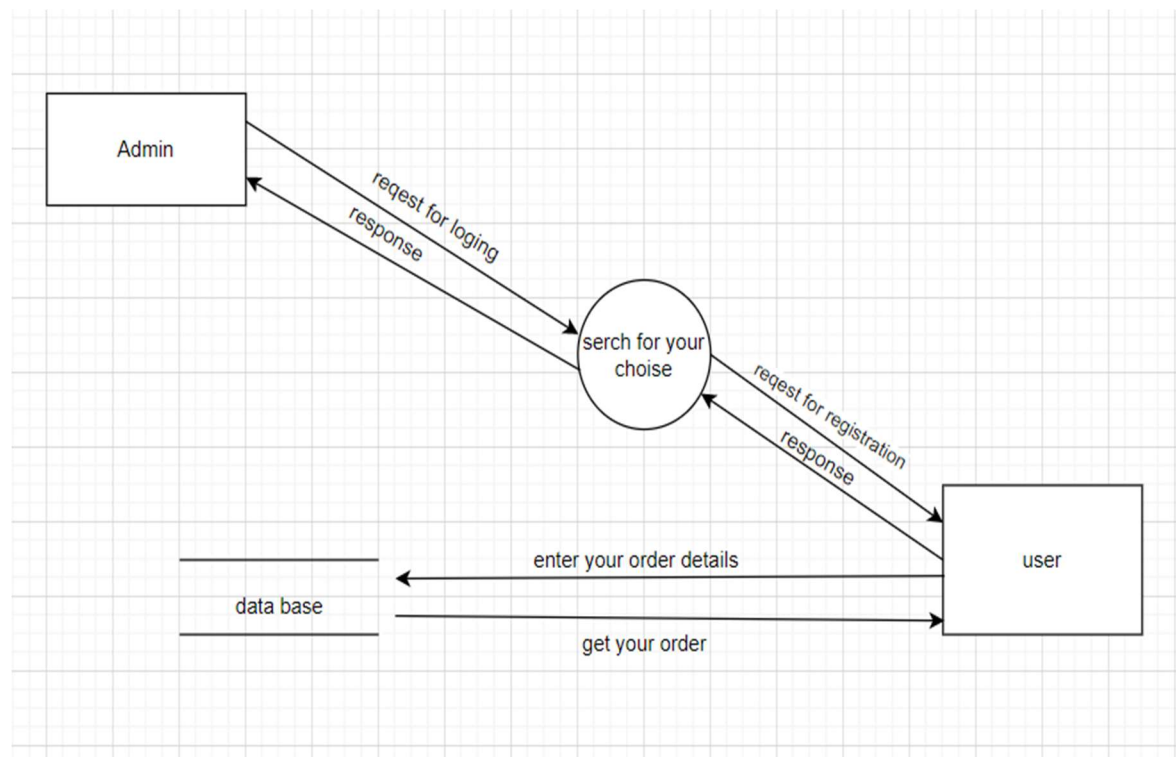 Admin
reqest for loging
response
serch for your
choise
reqest for registration
response
user
enter your order details
data base
get your order